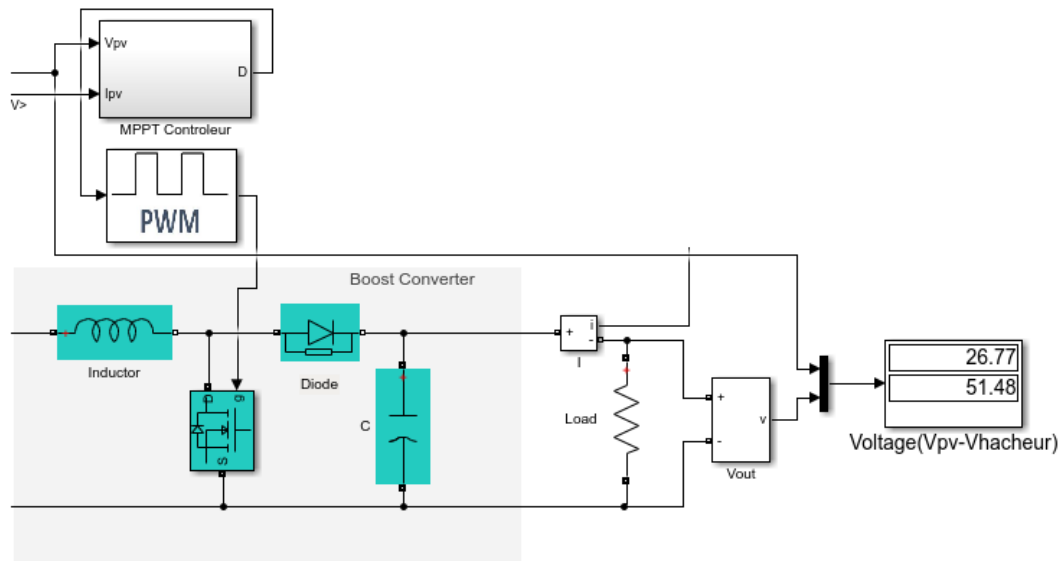 Vpv
D
Ipv
V>
MPPT Controleur
PWM
Boost Converter
Inductor
Diode
g
D
S
C
+
i
-
I
Load
+
v
-
Vout
26.77
51.48
Voltage(Vpv-Vhacheur)